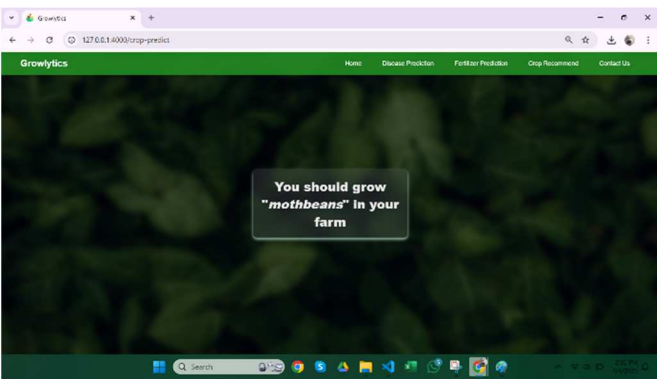 Growlytics
127.0.0.1:4000/crop-predict
Growlytics
Home Disease Prediction Fertilizer Prediction Crop Recommend Contact Us
You should grow
"mothbeans" in your
farm
Search